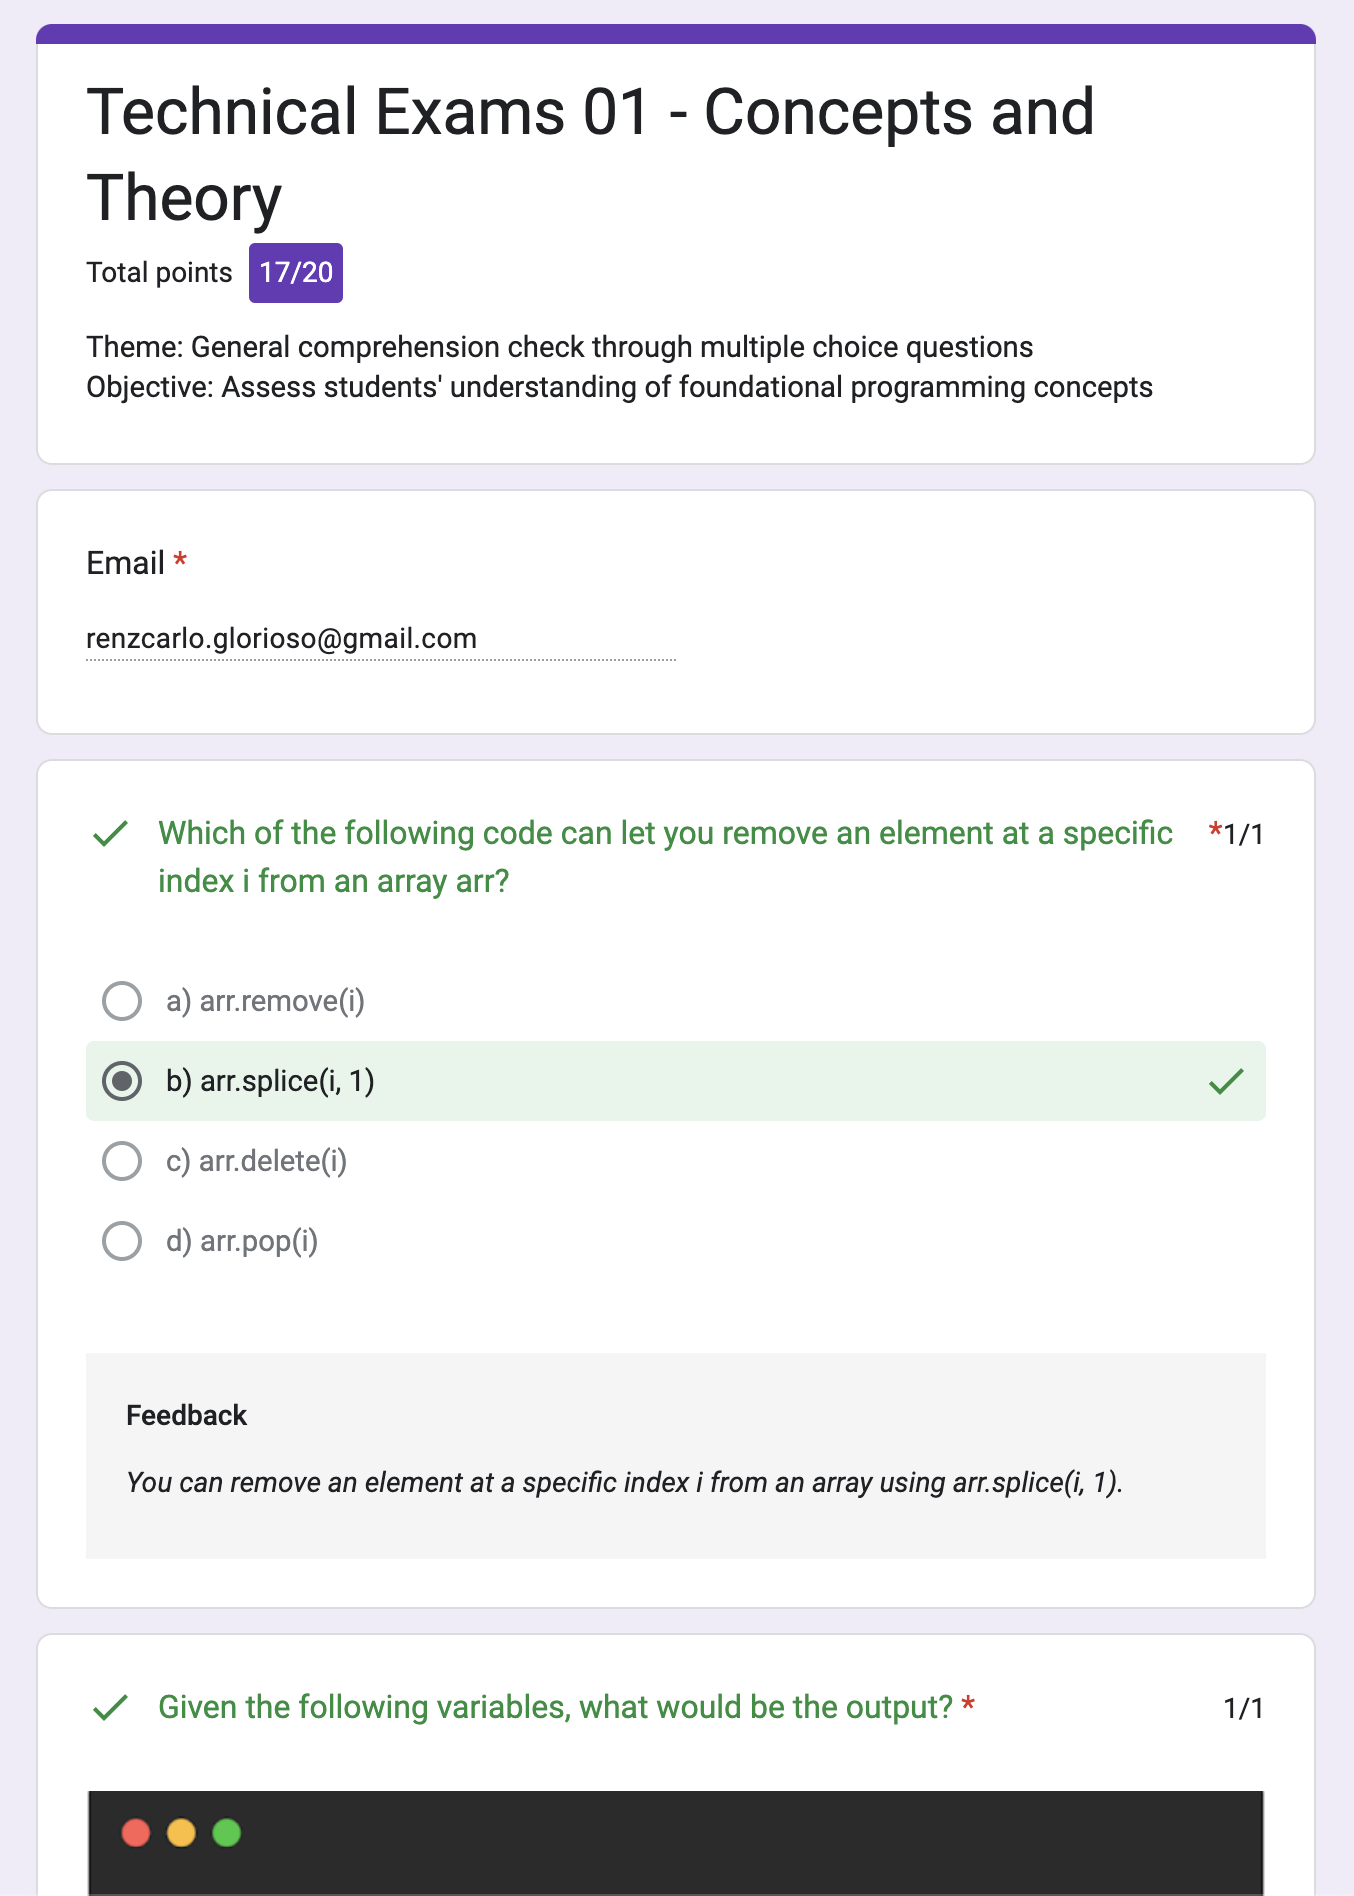 Technical Exams 01 - Concepts and
Theory
Total points 17/20
Theme: General comprehension check through multiple choice questions
Objective: Assess students' understanding of foundational programming concepts
Email *
renzcarlo.glorioso@gmail.com
Which of the following code can let you remove an element at a specific *1/1
index i from an array arr?
a) arr.remove(i)
b) arr.splice(i, 1)
c) arr.delete(i)
d) arr.pop(i)
Feedback
You can remove an element at a specific index i from an array using arr.splice(i, 1).
Given the following variables, what would be the output? * 1/1